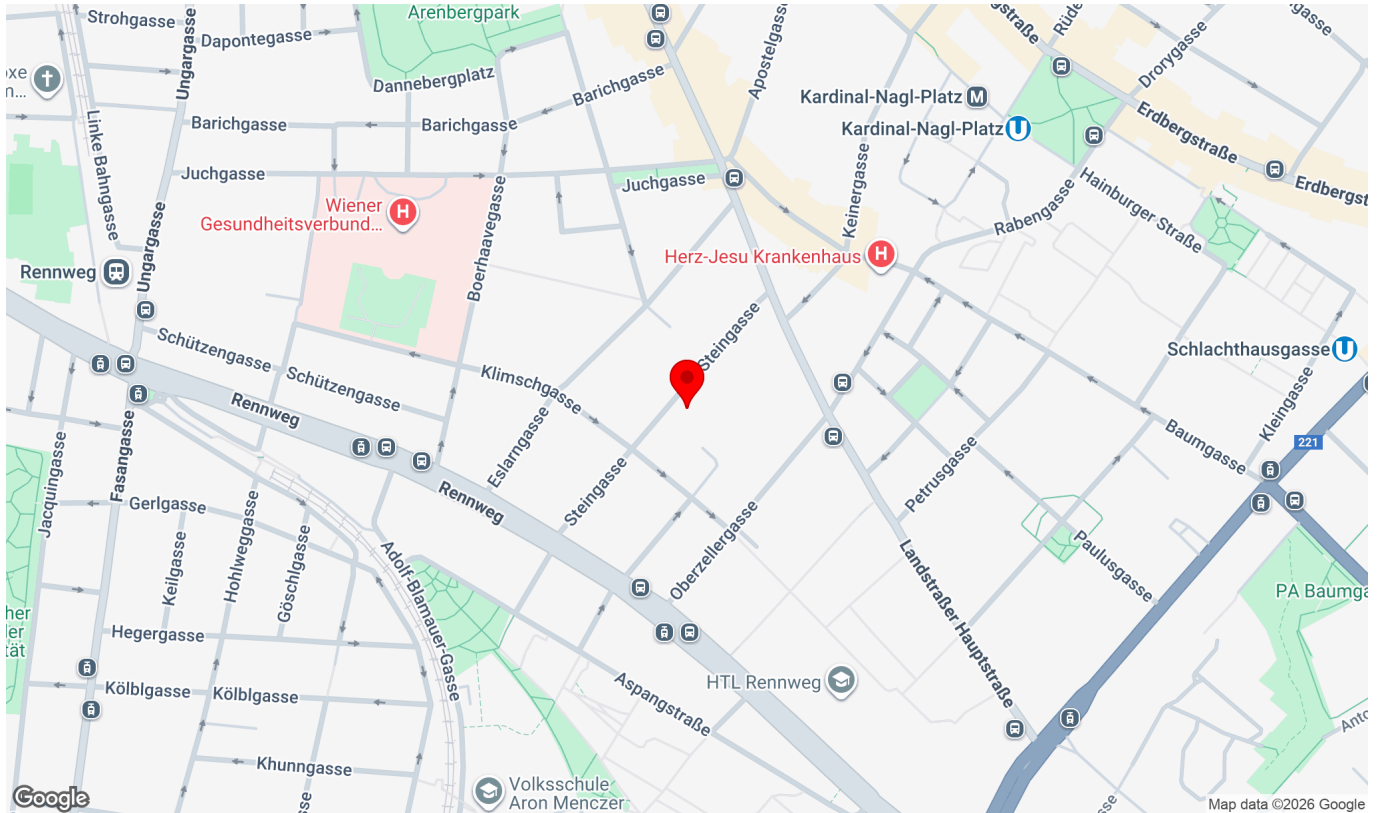 Arenbergpark
Strohgasse
Dapontegasse
Ungargasse
Dannebergplatz
Barichgasse
Apostelgasse
Drorygasse
Kardinal-Nagl-Platz
Kardinal-Nagl-Platz
Erdbergstraße
Linke Bahngasse
Barichgasse
Barichgasse
Juchgasse
Juchgasse
Wiener
Gesundheitsverbund...
Boerhaavegasse
Keinergasse
Rabengasse
Hainburger Straße
Herz-Jesu Krankenhaus
Rennweg
Ungargasse
Schützengasse
Schützengasse
Klimschgasse
Steingasse
Schlachthausgasse
Kleingasse
Rennweg
Eslarngasse
Fasangasse
Jacquingasse
Baumgasse
221
Petrusgasse
Steingasse
Rennweg
Gerlgasse
Keilgasse
Hohlweggasse
Göschlgasse
Adolf-Blamauer-Gasse
Oberzellergasse
Landstraßer Hauptstraße
Paulusgasse
PA Baumga
Hegergasse
Kölblgasse
Kölblgasse
Aspangstraße
HTL Rennweg
Khunngasse
Volksschule
Aron Menczer
Google
Map data ©2026 Google